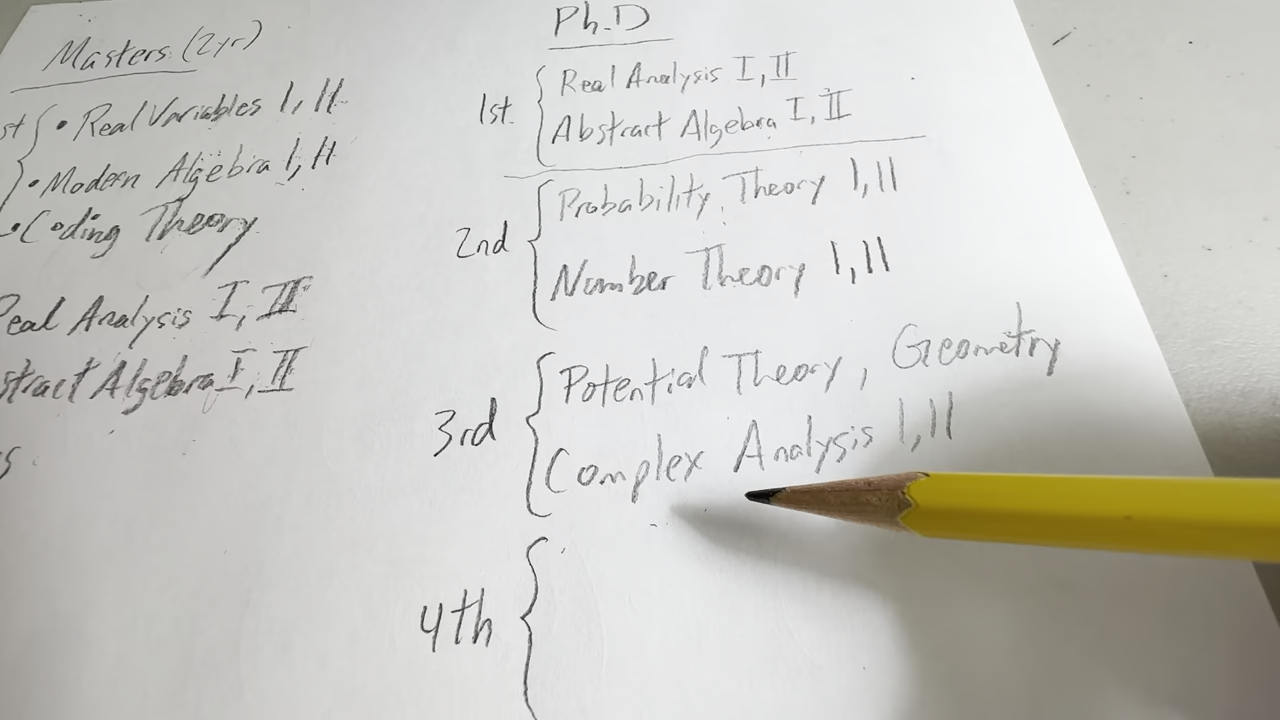 Masters (2yr)
st • Real Variables I, II
• Modern Algebra I, II
• Coding Theory
Real Analysis I, II
stract Algebra I, II
s.
Ph.D
1st. Real Analysis I, II
Abstract Algebra I, II
2nd Probability Theory I, II
Number Theory I, II
3rd Potential Theory, Geometry
Complex Analysis I, II
4th